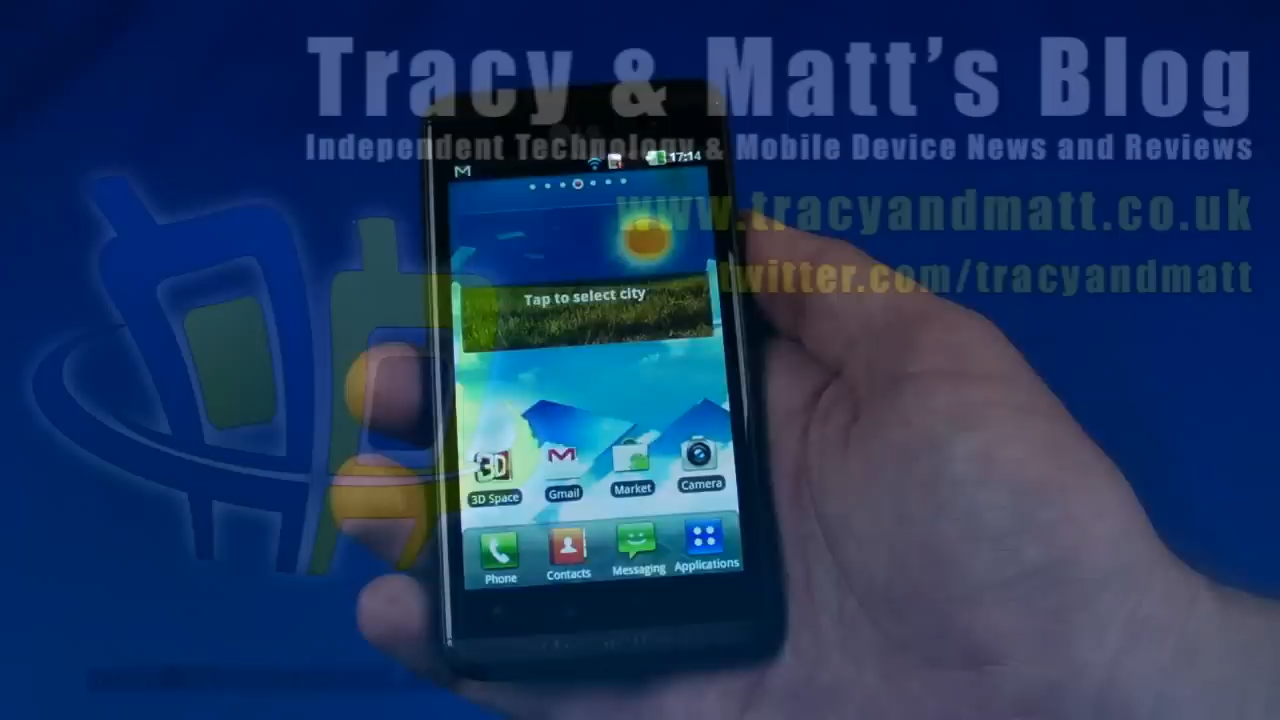 Tracy & Matt's Blog
Independent Technology & Mobile Device News and Reviews
17:14
www.tracyandmatt.co.uk
twitter.com/tracyandmatt
Tap to select city
3D
3D Space
Gmail
Market
Camera
Phone
Contacts
Messaging
Applications